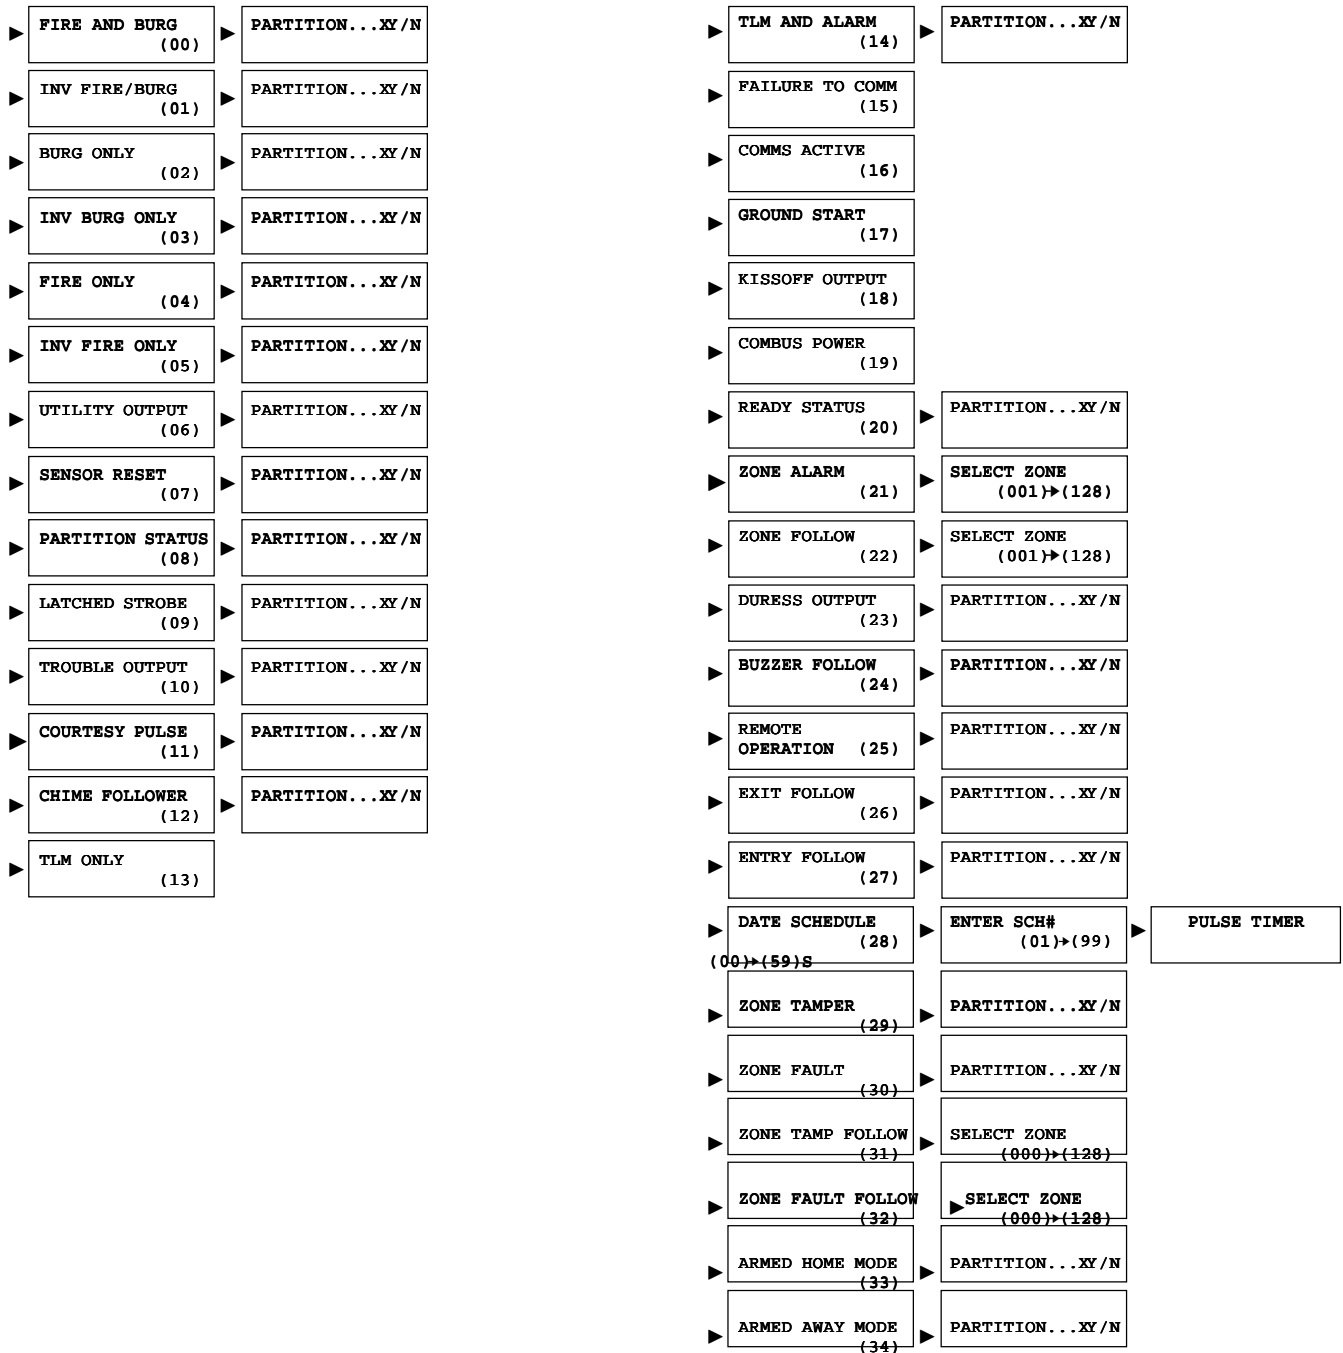 FIRE AND BURG
(00)
PARTITION...XY/N
INV FIRE/BURG
(01)
PARTITION...XY/N
BURG ONLY
(02)
PARTITION...XY/N
INV BURG ONLY
(03)
PARTITION...XY/N
FIRE ONLY
(04)
PARTITION...XY/N
INV FIRE ONLY
(05)
PARTITION...XY/N
UTILITY OUTPUT
(06)
PARTITION...XY/N
SENSOR RESET
(07)
PARTITION...XY/N
PARTITION STATUS
(08)
PARTITION...XY/N
LATCHED STROBE
(09)
PARTITION...XY/N
TROUBLE OUTPUT
(10)
PARTITION...XY/N
COURTESY PULSE
(11)
PARTITION...XY/N
CHIME FOLLOWER
(12)
PARTITION...XY/N
TLM ONLY
(13)
TLM AND ALARM
(14)
PARTITION...XY/N
FAILURE TO COMM
(15)
COMMS ACTIVE
(16)
GROUND START
(17)
KISSOFF OUTPUT
(18)
COMBUS POWER
(19)
READY STATUS
(20)
PARTITION...XY/N
ZONE ALARM
(21)
SELECT ZONE
(001)→(128)
ZONE FOLLOW
(22)
SELECT ZONE
(001)→(128)
DURESS OUTPUT
(23)
PARTITION...XY/N
BUZZER FOLLOW
(24)
PARTITION...XY/N
REMOTE
OPERATION (25)
PARTITION...XY/N
EXIT FOLLOW
(26)
PARTITION...XY/N
ENTRY FOLLOW
(27)
PARTITION...XY/N
DATE SCHEDULE
(28)
ENTER SCH#
(01)→(99)
PULSE TIMER
(00)→(59)S
ZONE TAMPER
(29)
PARTITION...XY/N
ZONE FAULT
(30)
PARTITION...XY/N
ZONE TAMP FOLLOW
(31)
SELECT ZONE
(000)→(128)
ZONE FAULT FOLLOW
(32)
SELECT ZONE
(000)→(128)
ARMED HOME MODE
(33)
PARTITION...XY/N
ARMED AWAY MODE
(34)
PARTITION...XY/N